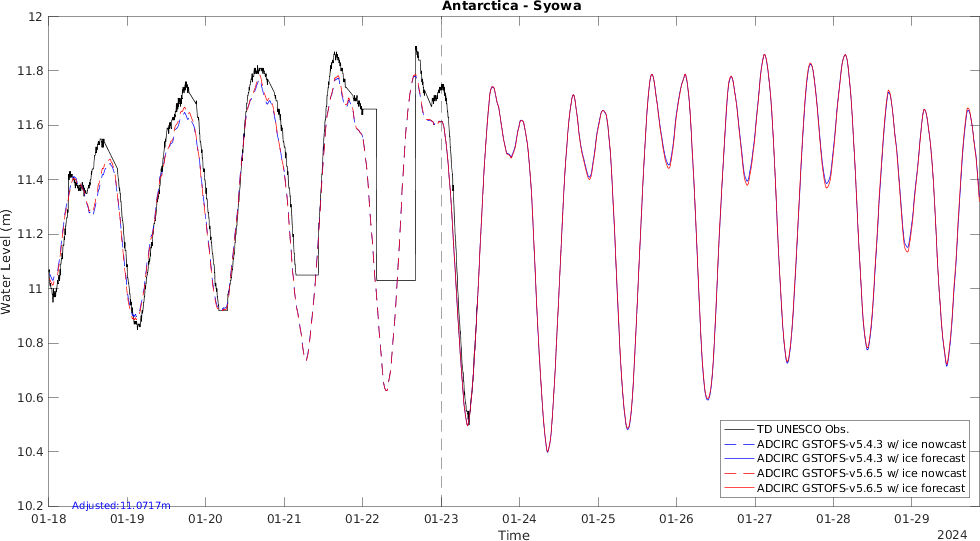 Antarctica - Syowa
12
11.8
11.6
11.4
11.2
11
10.8
10.6
10.4
10.2
Water Level (m)
TD UNESCO Obs.
ADCIRC GSTOFS-v5.4.3 w/ ice nowcast
ADCIRC GSTOFS-v5.4.3 w/ ice forecast
ADCIRC GSTOFS-v5.6.5 w/ ice nowcast
ADCIRC GSTOFS-v5.6.5 w/ ice forecast
Adjusted:11.0717m
01-18 01-19 01-20 01-21 01-22 01-23 01-24 01-25 01-26 01-27 01-28 01-29
Time
2024